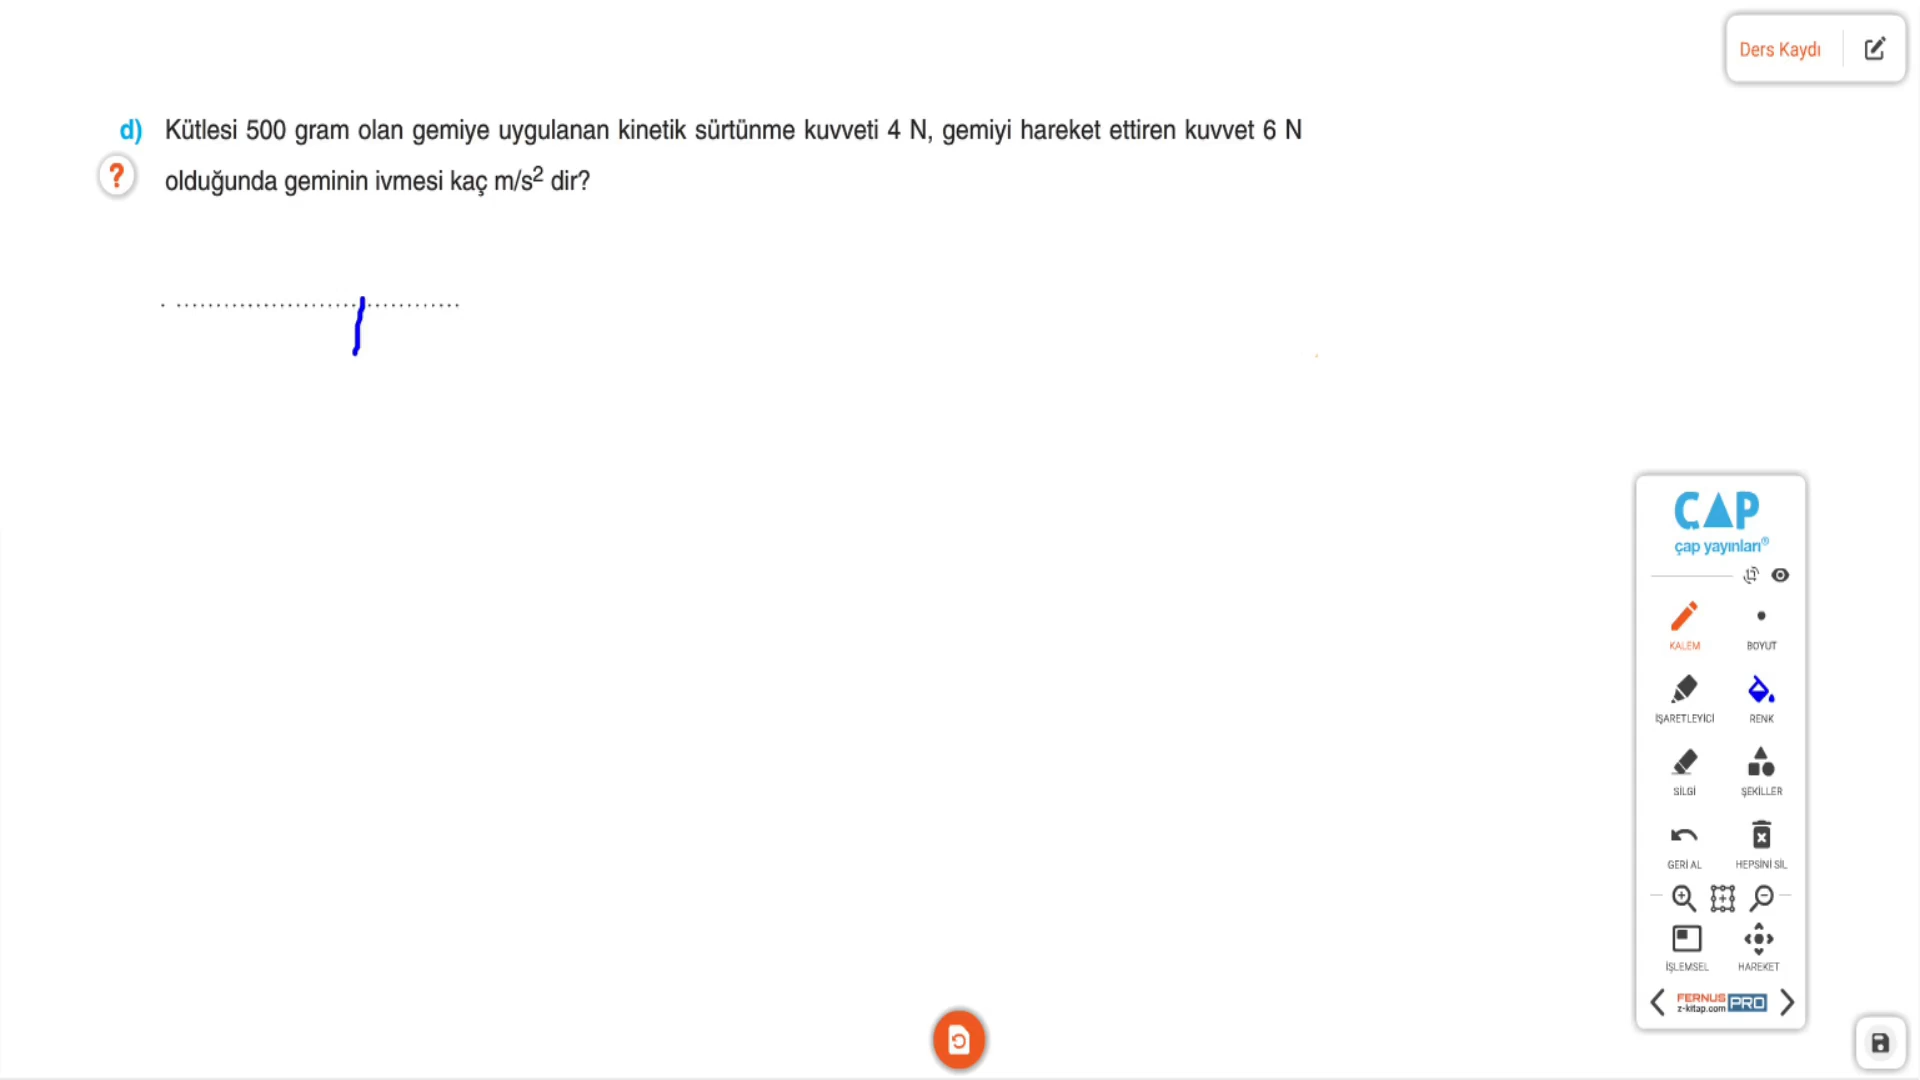 Ders Kaydı
d) Kütlesi 500 gram olan gemiye uygulanan kinetik sürtünme kuvveti 4 N, gemiyi hareket ettiren kuvvet 6 N
? olduğunda geminin ivmesi kaç m/s² dir?
ÇAP
çap yayınları®
KALEM BOYUT
İŞARETLEYİCİ RENK
SİLGİ ŞEKİLLER
GERİ AL HEPSİNİ SİL
İŞLEMSEL HAREKET
FERNUS PRO
z-kitap.com